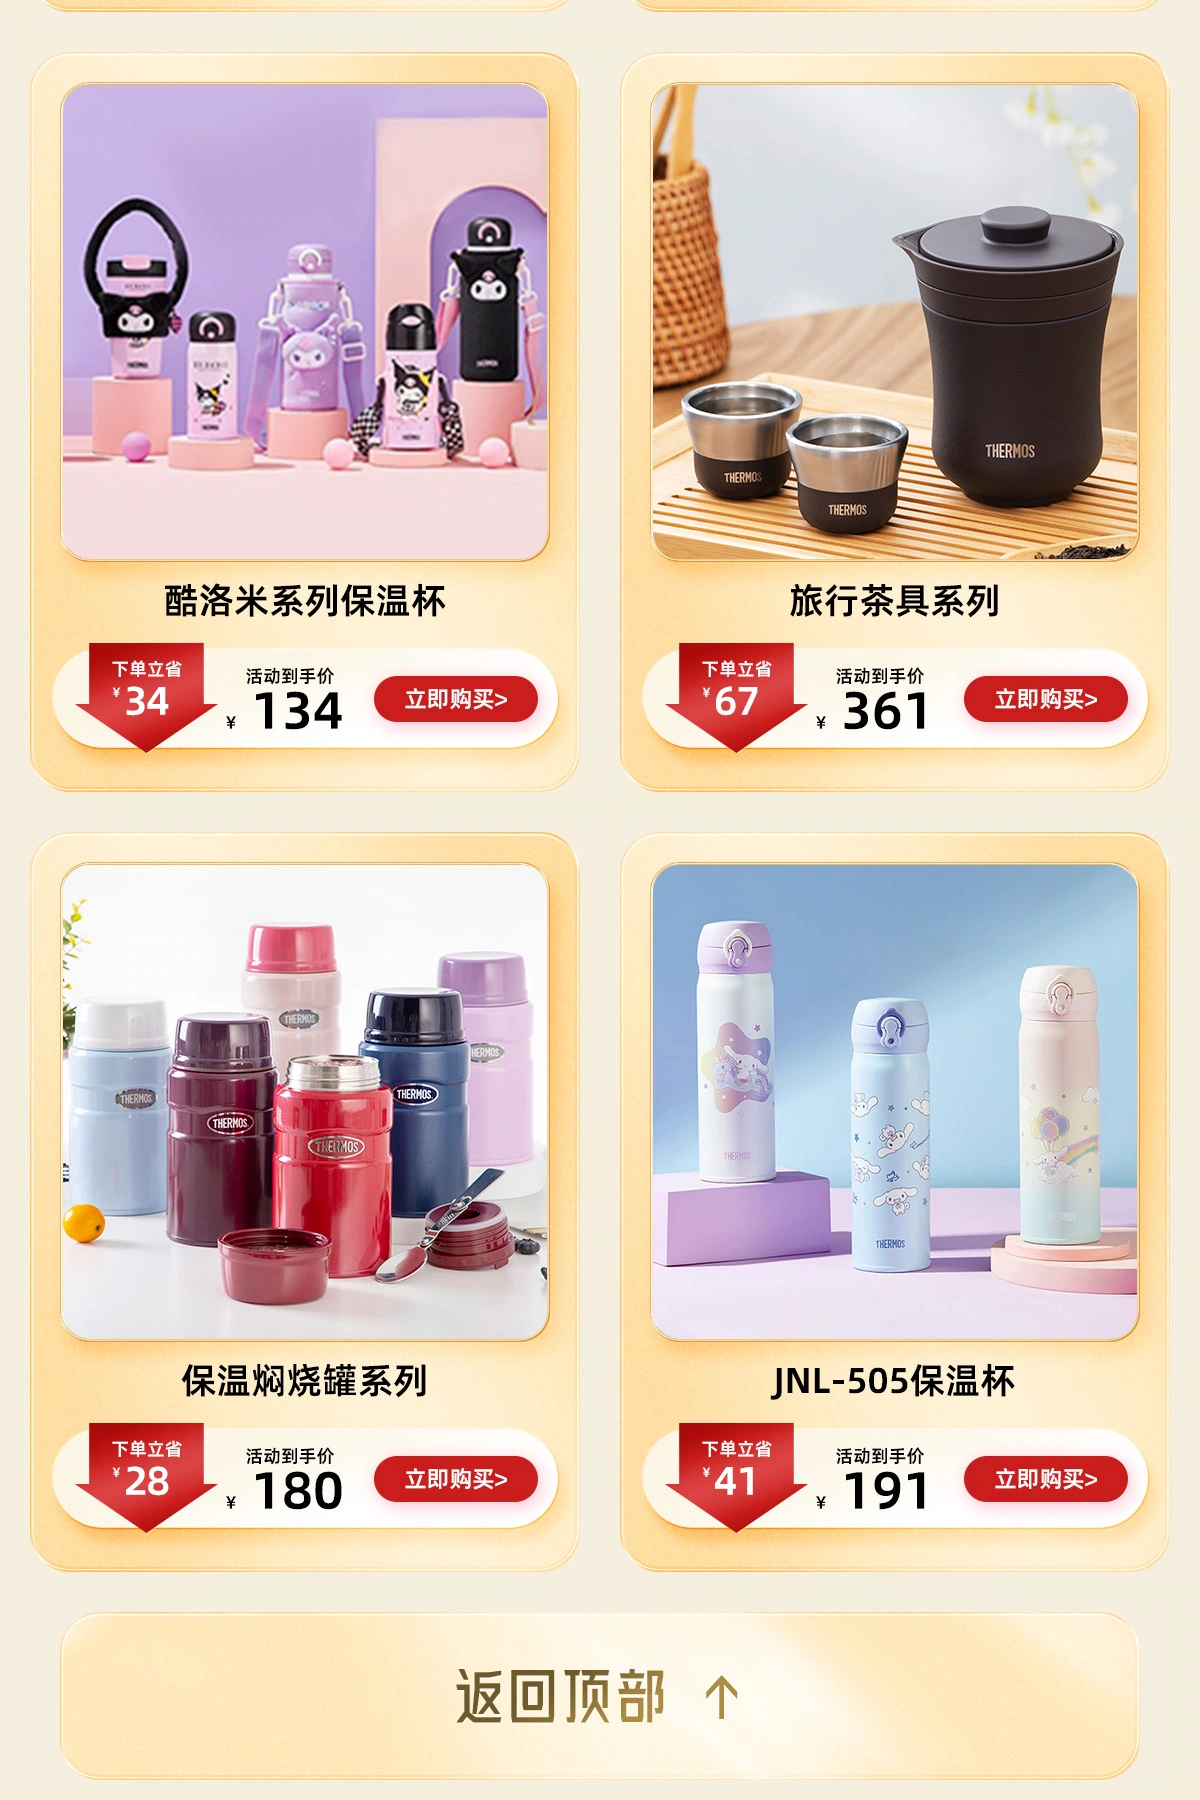 THERMOS
THERMOS
THERMOS
酷洛米系列保温杯
旅行茶具系列
下单立省
¥34
活动到手价
¥ 134
立即购买>
下单立省
¥67
活动到手价
¥ 361
立即购买>
THERMOS
THERMOS
THERMOS
THERMOS
THERMOS
THERMOS
THERMOS
THERMOS
THERMOS
保温焖烧罐系列
JNL-505保温杯
下单立省
¥28
活动到手价
¥ 180
立即购买>
下单立省
¥41
活动到手价
¥ 191
立即购买>
返回顶部 ↑